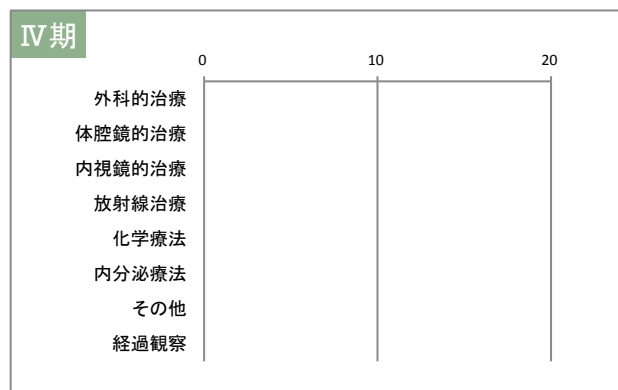 Ⅳ期
0 10 20
外科的治療
体腔鏡的治療
内視鏡的治療
放射線治療
化学療法
内分泌療法
その他
経過観察